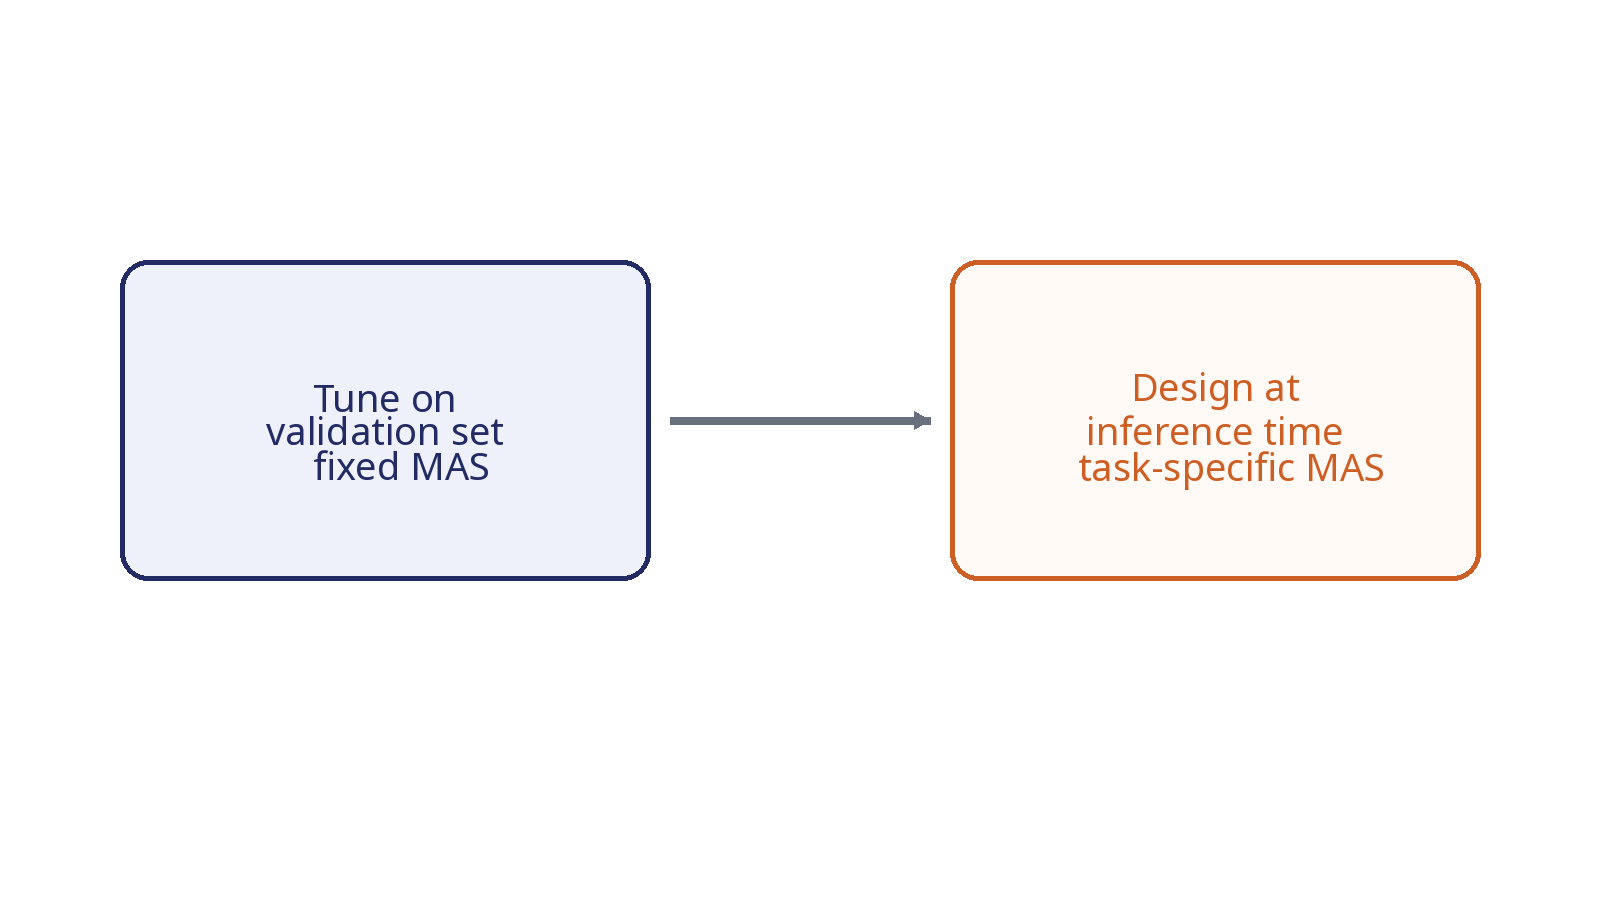 Tune on
validation set
fixed MAS
Design at
inference time
task-specific MAS